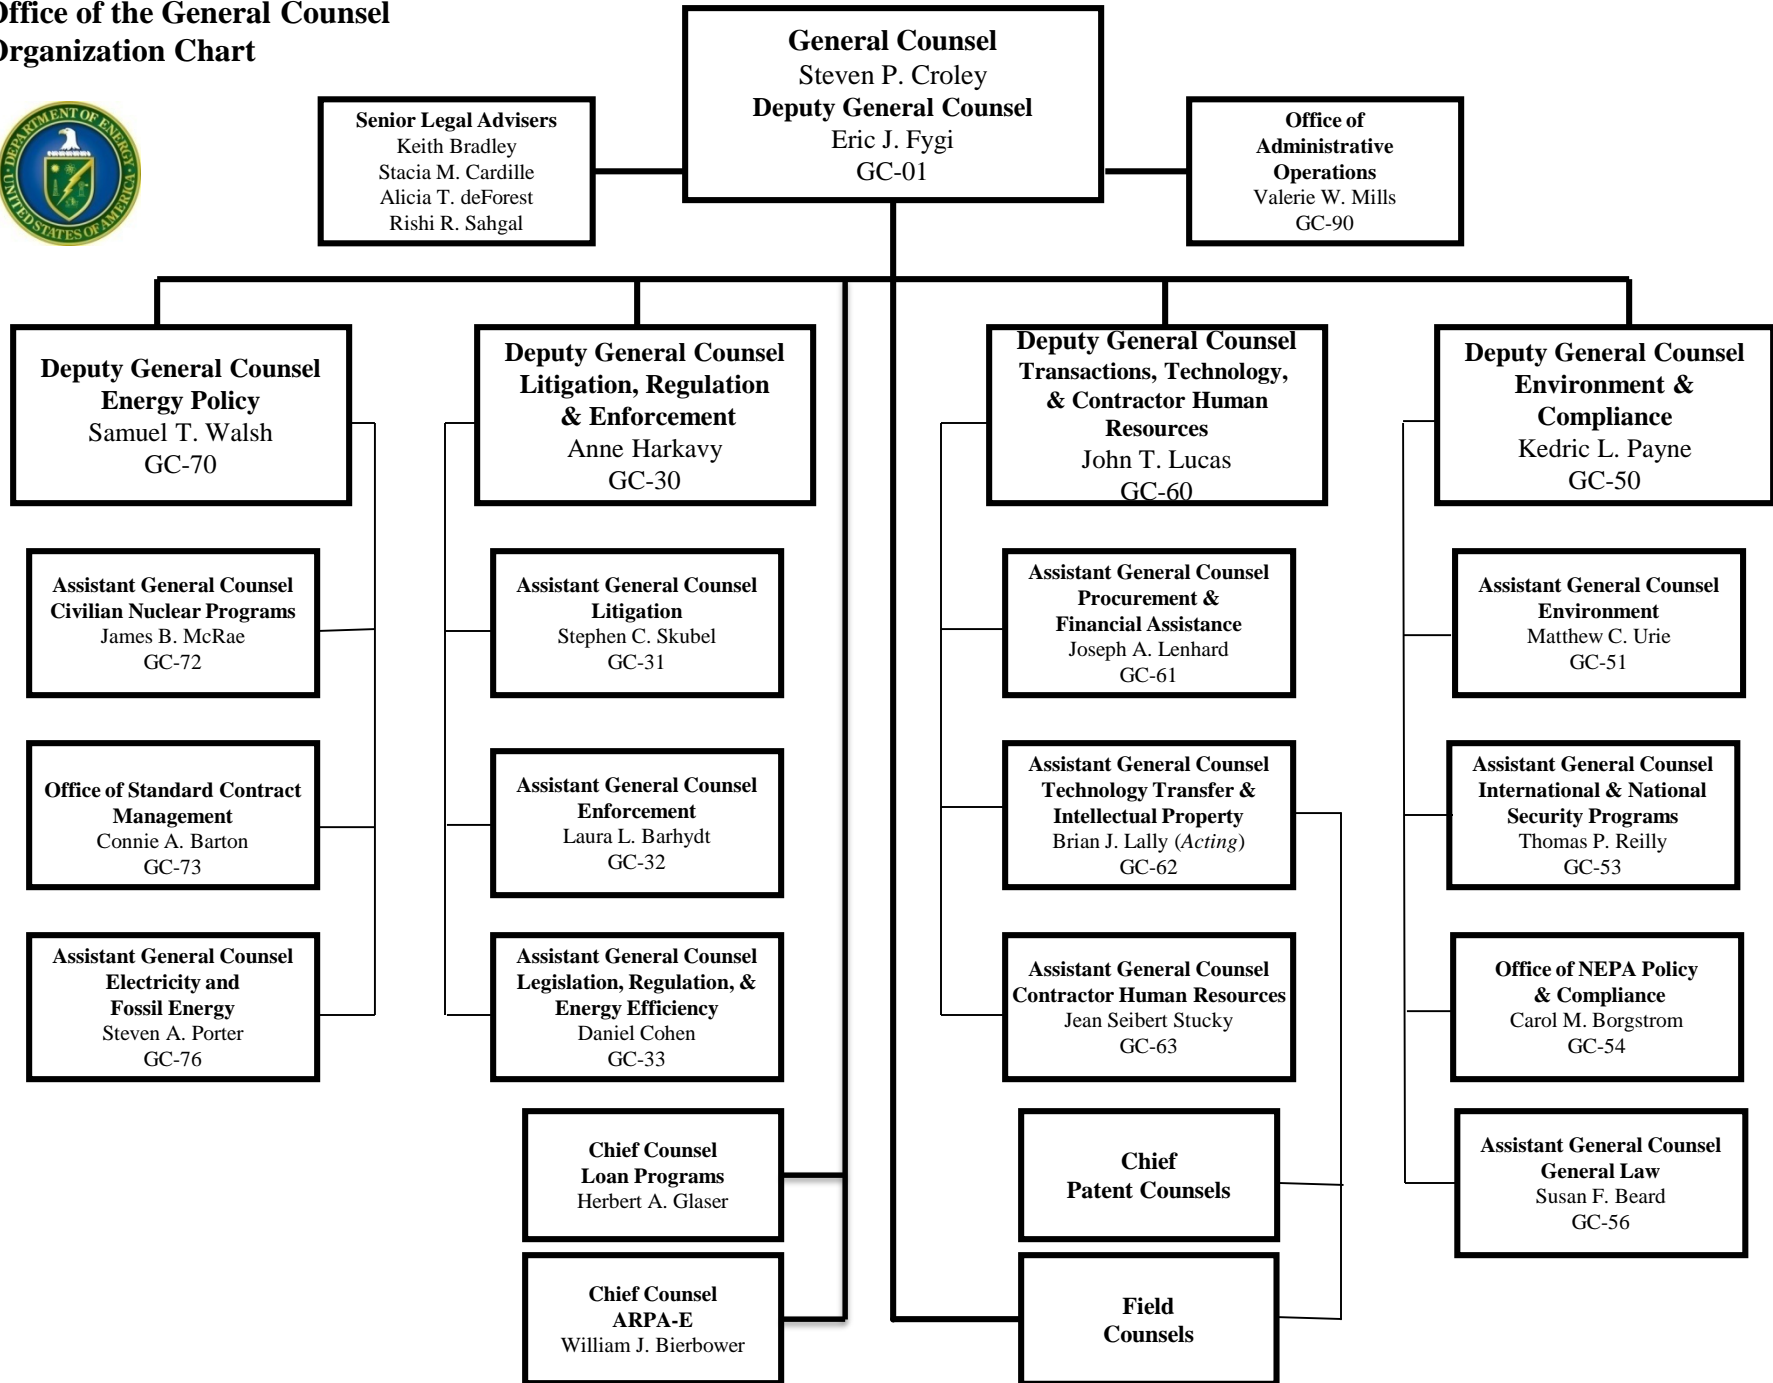 Office of the General Counsel
Organization Chart
DEPARTMENT OF ENERGY
UNITED STATES OF AMERICA
General Counsel
Steven P. Croley
Deputy General Counsel
Eric J. Fygi
GC-01
Senior Legal Advisers
Keith Bradley
Stacia M. Cardille
Alicia T. deForest
Rishi R. Sahgal
Office of
Administrative
Operations
Valerie W. Mills
GC-90
Deputy General Counsel
Energy Policy
Samuel T. Walsh
GC-70
Deputy General Counsel
Litigation, Regulation
& Enforcement
Anne Harkavy
GC-30
Deputy General Counsel
Transactions, Technology,
& Contractor Human
Resources
John T. Lucas
GC-60
Deputy General Counsel
Environment &
Compliance
Kedric L. Payne
GC-50
Assistant General Counsel
Civilian Nuclear Programs
James B. McRae
GC-72
Assistant General Counsel
Litigation
Stephen C. Skubel
GC-31
Assistant General Counsel
Procurement &
Financial Assistance
Joseph A. Lenhard
GC-61
Assistant General Counsel
Environment
Matthew C. Urie
GC-51
Office of Standard Contract
Management
Connie A. Barton
GC-73
Assistant General Counsel
Enforcement
Laura L. Barhydt
GC-32
Assistant General Counsel
Technology Transfer &
Intellectual Property
Brian J. Lally (Acting)
GC-62
Assistant General Counsel
International & National
Security Programs
Thomas P. Reilly
GC-53
Assistant General Counsel
Electricity and
Fossil Energy
Steven A. Porter
GC-76
Assistant General Counsel
Legislation, Regulation, &
Energy Efficiency
Daniel Cohen
GC-33
Assistant General Counsel
Contractor Human Resources
Jean Seibert Stucky
GC-63
Office of NEPA Policy
& Compliance
Carol M. Borgstrom
GC-54
Chief Counsel
Loan Programs
Herbert A. Glaser
Chief
Patent Counsels
Assistant General Counsel
General Law
Susan F. Beard
GC-56
Chief Counsel
ARPA-E
William J. Bierbower
Field
Counsels